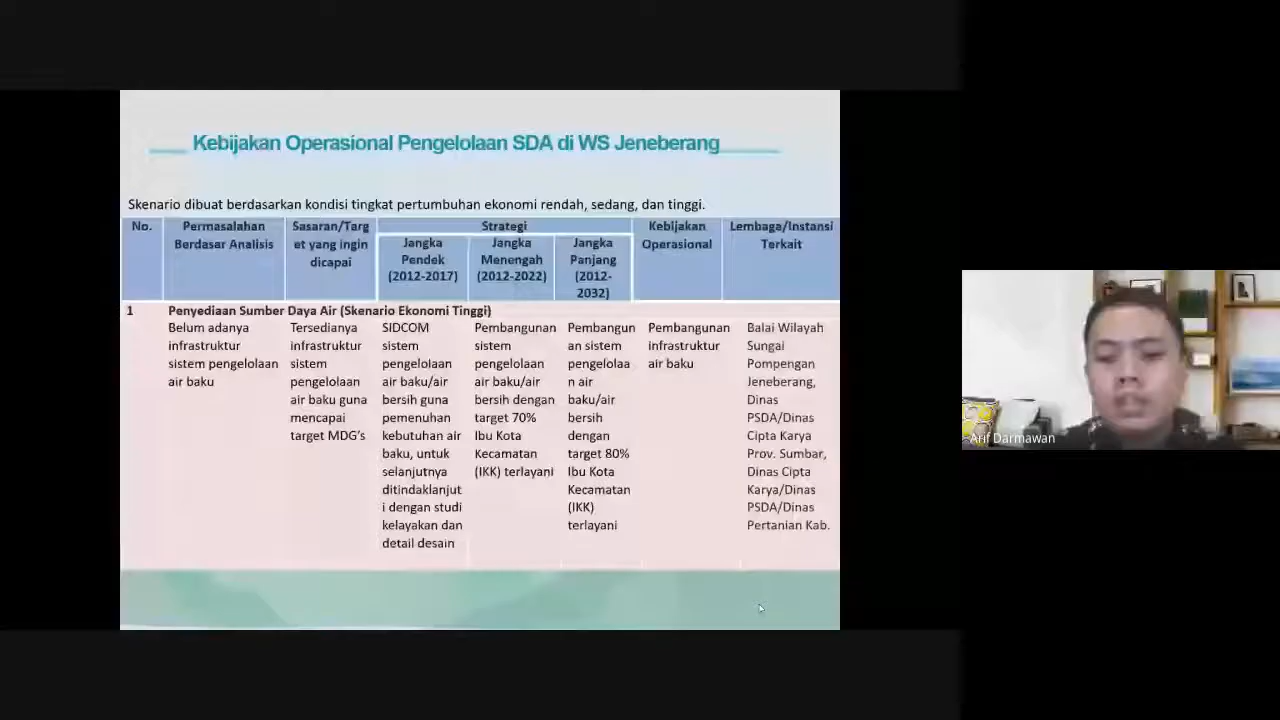 Kebijakan Operasional Pengelolaan SDA di WS Jeneberang
Skenario dibuat berdasarkan kondisi tingkat pertumbuhan ekonomi rendah, sedang, dan tinggi.
No.
Permasalahan
Berdasar Analisis
Sasaran/Targ
et yang ingin
dicapai
Strategi
Jangka
Pendek
(2012-2017)
Jangka
Menengah
(2012-2022)
Jangka
Panjang
(2012-
2032)
Kebijakan
Operasional
Lembaga/Instansi
Terkait
1
Penyediaan Sumber Daya Air (Skenario Ekonomi Tinggi)
Belum adanya
infrastruktur
sistem pengelolaan
air baku
Tersedianya
infrastruktur
sistem
pengelolaan
air baku guna
mencapai
target MDG's
SIDCOM
sistem
pengelolaan
air baku/air
bersih guna
pemenuhan
kebutuhan air
baku, untuk
selanjutnya
ditindaklanjut
i dengan studi
kelayakan dan
detail desain
Pembangunan
sistem
pengelolaan
air baku/air
bersih dengan
target 70%
Ibu Kota
Kecamatan
(IKK) terlayani
Pembangun
an sistem
pengelolaa
n air
baku/air
bersih
dengan
target 80%
Ibu Kota
Kecamatan
(IKK)
terlayani
Pembangunan
infrastruktur
air baku
Balai Wilayah
Sungai
Pompengan
Jeneberang,
Dinas
PSDA/Dinas
Cipta Karya
Prov. Sumbar,
Dinas Cipta
Karya/Dinas
PSDA/Dinas
Pertanian Kab.
Arif Darmawan